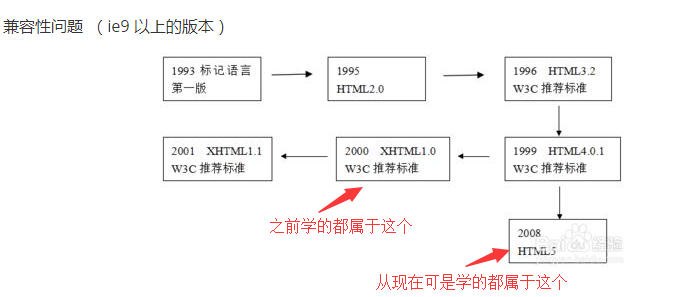 兼容性问题 （ie9 以上的版本）
1993 标记语言
第一版
1995
HTML2.0
1996 HTML3.2
W3C 推荐标准
2001 XHTML1.1
W3C 推荐标准
2000 XHTML1.0
W3C 推荐标准
1999 HTML4.0.1
W3C 推荐标准
之前学的都属于这个
2008
HTML5
Baidu 经验
从现在可是学的都属于这个